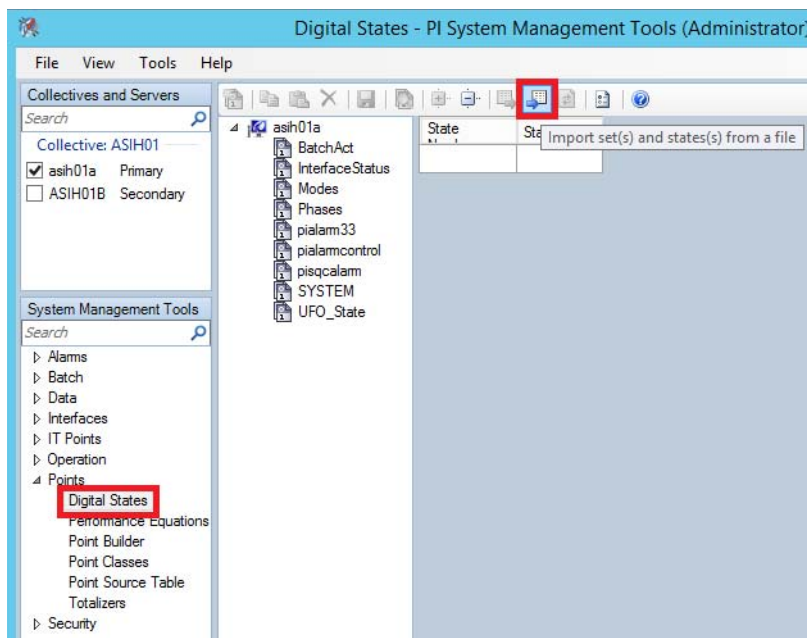 Digital States - PI System Management Tools (Administrator)
File View Tools Help
Collectives and Servers
Search
Collective: ASIH01
asih01a Primary
ASIH01B Secondary
System Management Tools
Search
Alarms
Batch
Data
Interfaces
IT Points
Operation
Points
Digital States
Performance Equations
Point Builder
Point Classes
Point Source Table
Totalizers
Security
asih01a
BatchAct
InterfaceStatus
Modes
Phases
pialarm33
pialarmcontrol
pisqcalarm
SYSTEM
UFO_State
State
Import set(s) and states(s) from a file